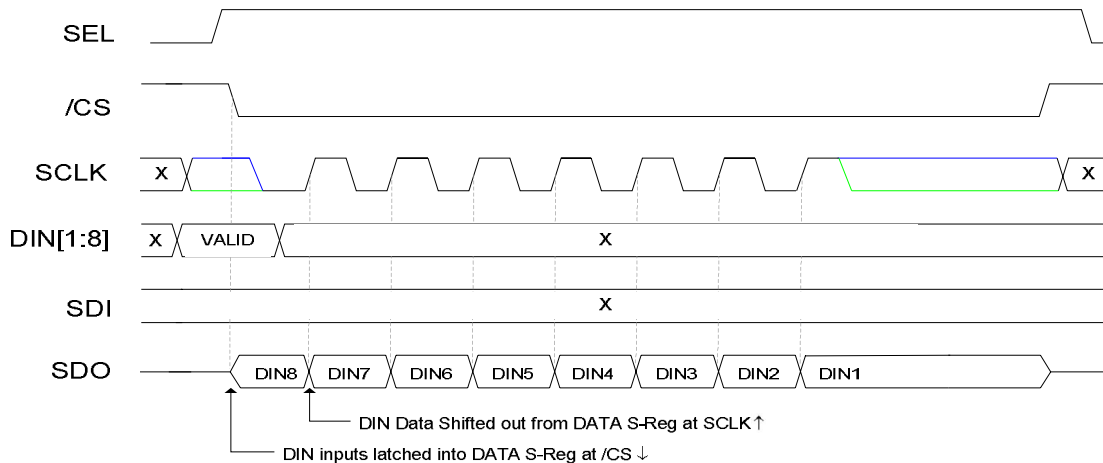 SEL
/CS
SCLK X X
DIN[1:8] X VALID X
SDI X
SDO DIN8 DIN7 DIN6 DIN5 DIN4 DIN3 DIN2 DIN1
DIN Data Shifted out from DATA S-Reg at SCLK↑
DIN inputs latched into DATA S-Reg at /CS ↓